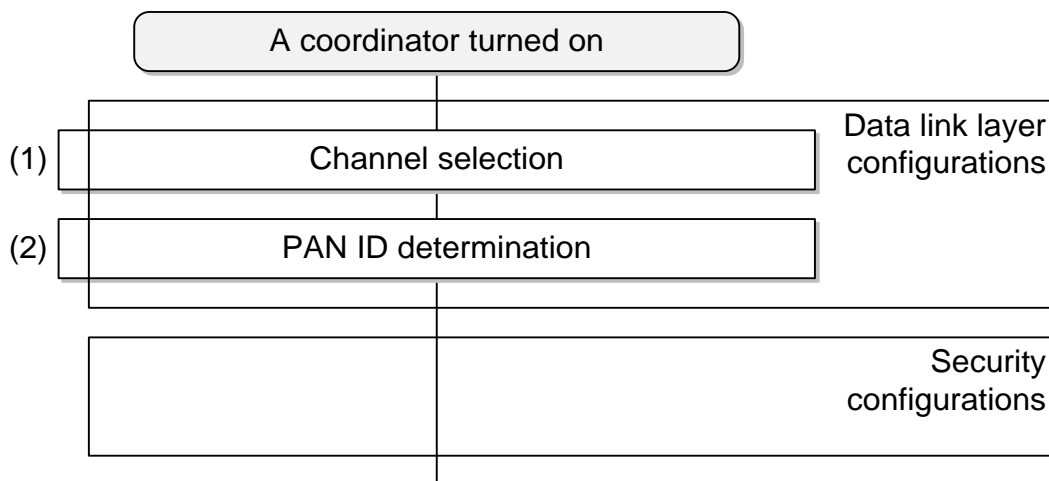 A coordinator turned on
Data link layer
configurations
(1)
Channel selection
(2)
PAN ID determination
Security
configurations